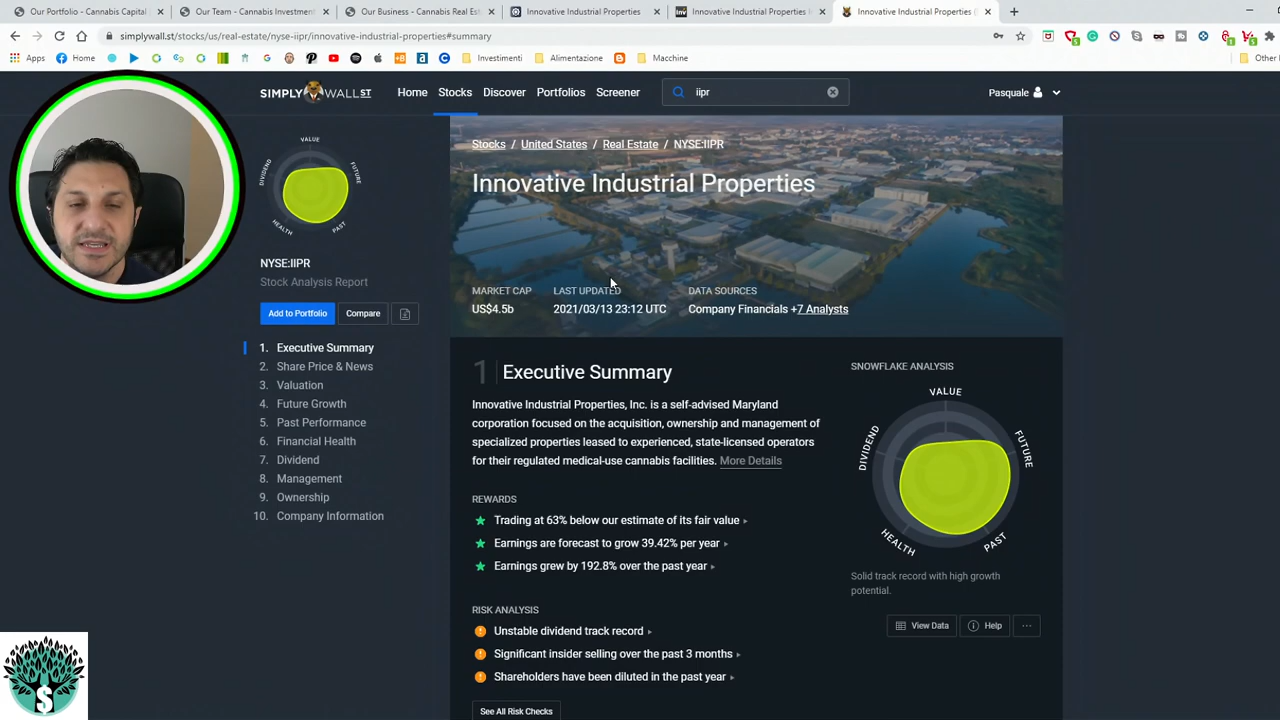 Our Portfolio - Cannabis Capital
Our Team - Cannabis Investment
Our Business - Cannabis Real Est
Innovative Industrial Properties
Innovative Industrial Properties I
Innovative Industrial Properties (
simplywall.st/stocks/us/real-estate/nyse-iipr/innovative-industrial-properties#summary
Apps
Home
Investimenti
Alimentazione
Macchine
Other
SIMPLY WALL ST
Home
Stocks
Discover
Portfolios
Screener
iipr
Pasquale
VALUE
FUTURE
PAST
HEALTH
DIVIDEND
NYSE:IIPR
Stock Analysis Report
Add to Portfolio
Compare
1. Executive Summary
2. Share Price & News
3. Valuation
4. Future Growth
5. Past Performance
6. Financial Health
7. Dividend
8. Management
9. Ownership
10. Company Information
Stocks / United States / Real Estate / NYSE:IIPR
Innovative Industrial Properties
MARKET CAP
US$4.5b
LAST UPDATED
2021/03/13 23:12 UTC
DATA SOURCES
Company Financials +7 Analysts
1 Executive Summary
Innovative Industrial Properties, Inc. is a self-advised Maryland
corporation focused on the acquisition, ownership and management of
specialized properties leased to experienced, state-licensed operators
for their regulated medical-use cannabis facilities. More Details
REWARDS
Trading at 63% below our estimate of its fair value
Earnings are forecast to grow 39.42% per year
Earnings grew by 192.8% over the past year
RISK ANALYSIS
Unstable dividend track record
Significant insider selling over the past 3 months
Shareholders have been diluted in the past year
See All Risk Checks
SNOWFLAKE ANALYSIS
VALUE
FUTURE
PAST
HEALTH
DIVIDEND
Solid track record with high growth
potential.
View Data
Help
S